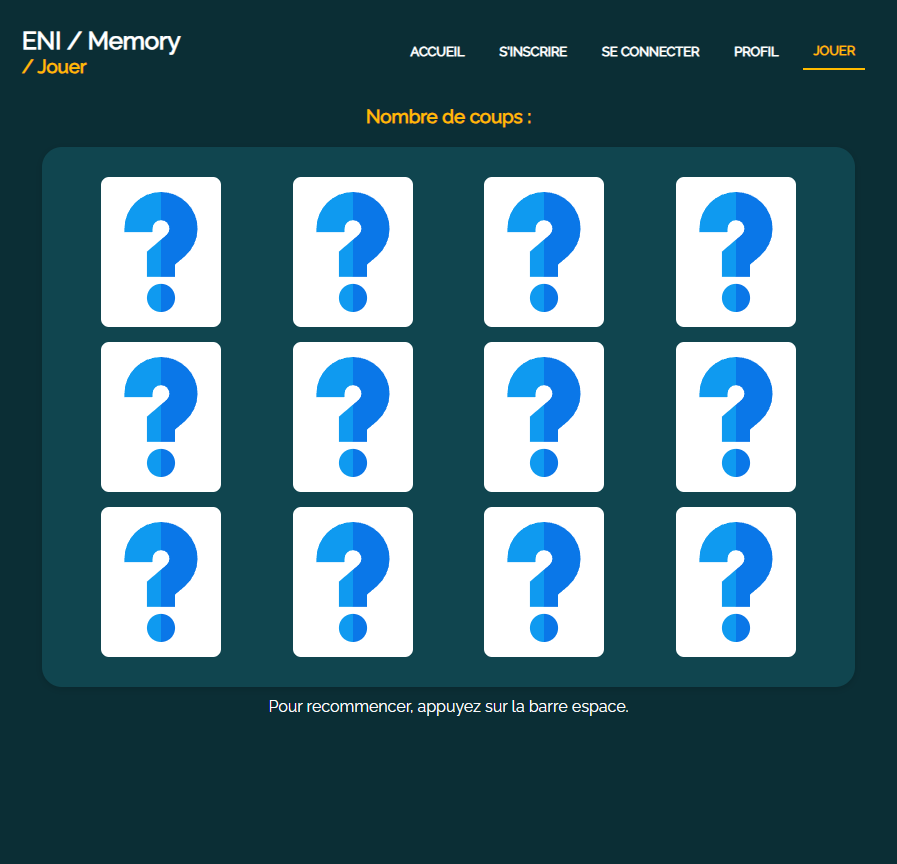 ENI / Memory
/ Jouer
ACCUEIL S'INSCRIRE SE CONNECTER PROFIL JOUER
Nombre de coups :
? ? ? ?
? ? ? ?
? ? ? ?
Pour recommencer, appuyez sur la barre espace.